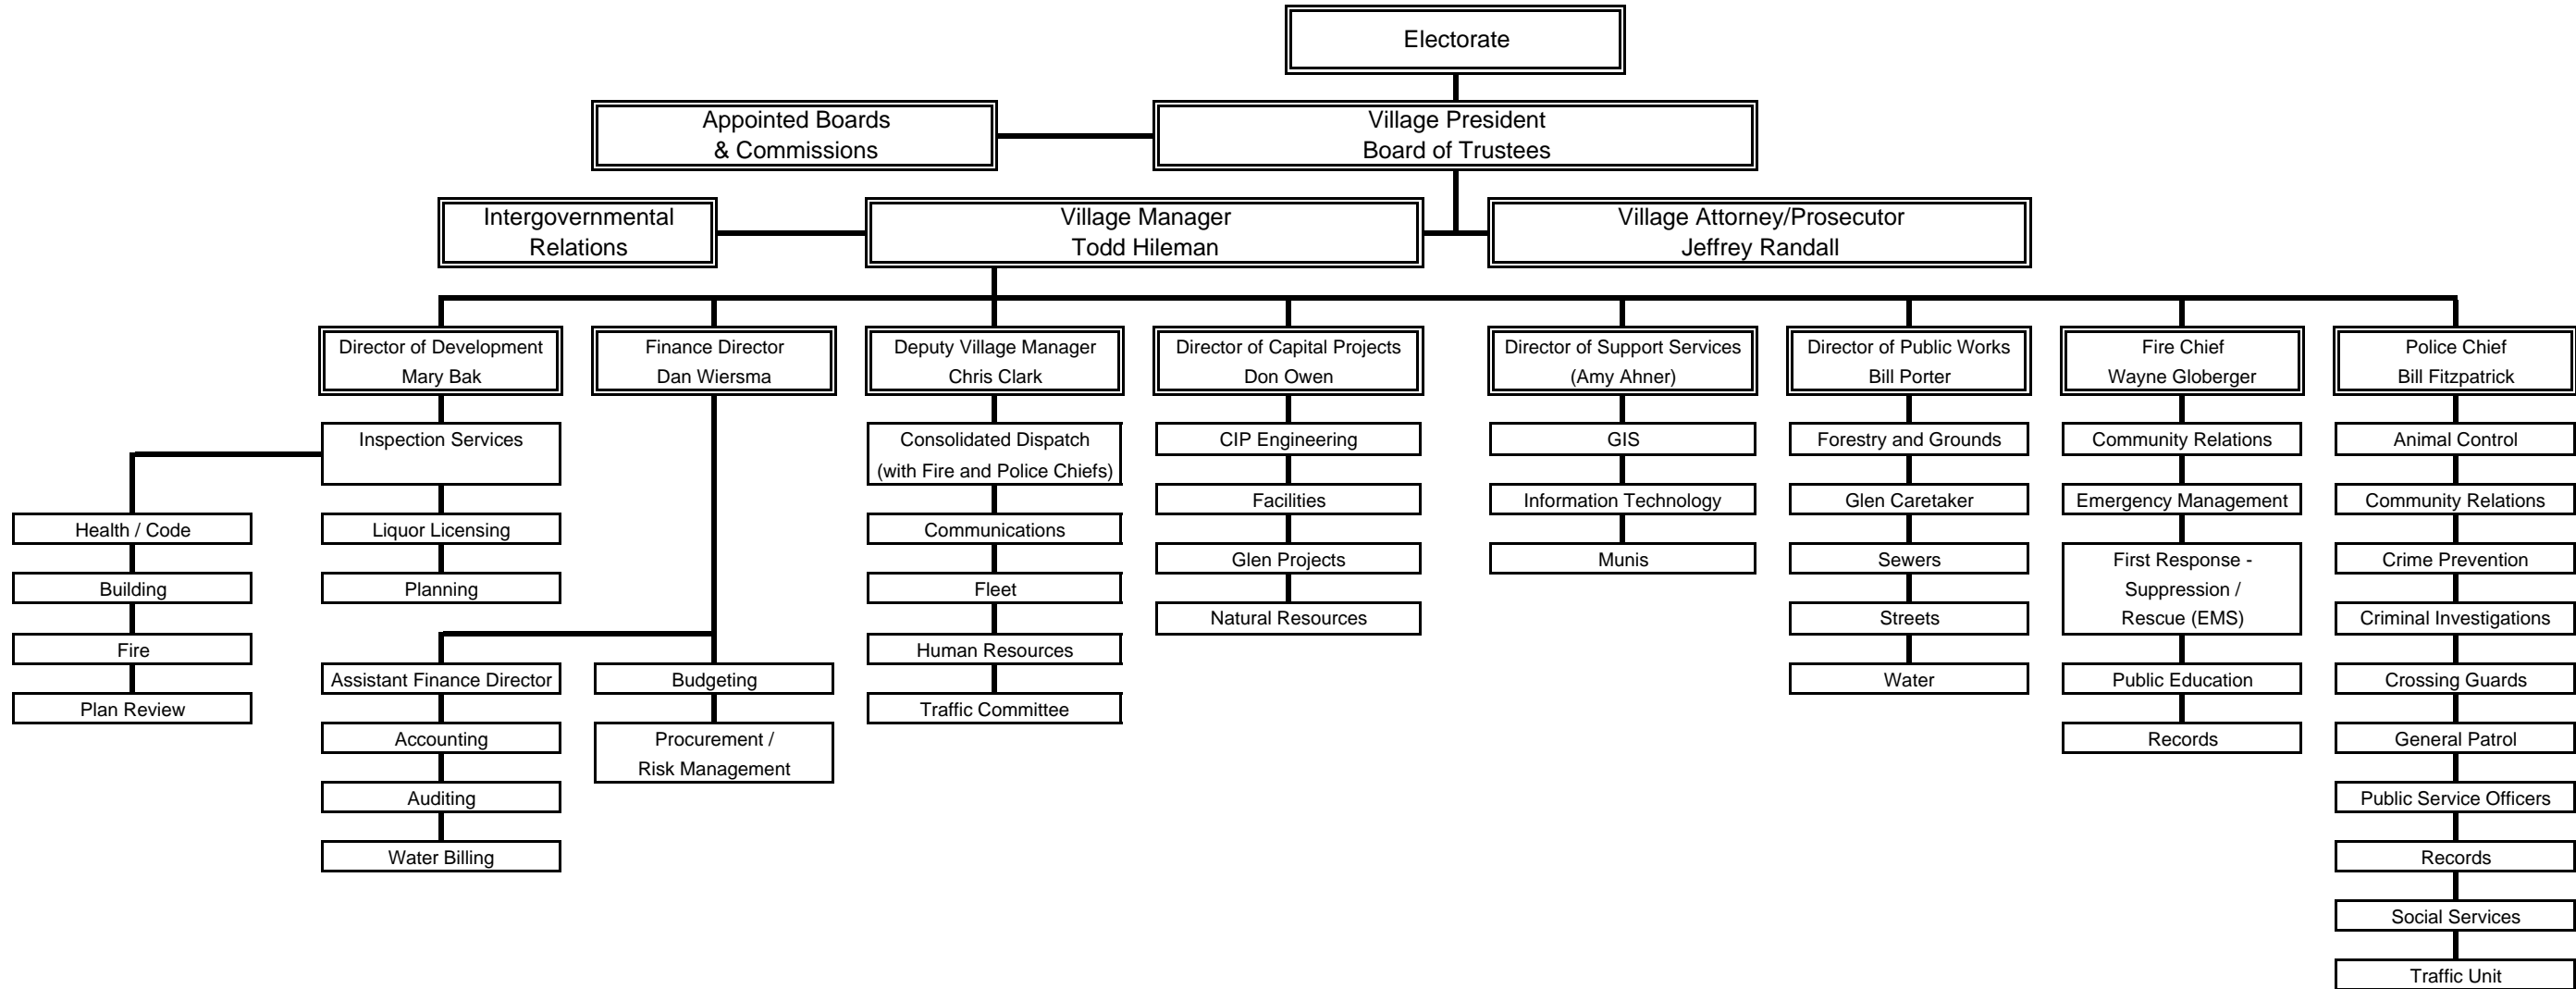 Electorate
Appointed Boards
& Commissions
Village President
Board of Trustees
Intergovernmental
Relations
Village Manager
Todd Hileman
Village Attorney/Prosecutor
Jeffrey Randall
Director of Development
Mary Bak
Finance Director
Dan Wiersma
Deputy Village Manager
Chris Clark
Director of Capital Projects
Don Owen
Director of Support Services
(Amy Ahner)
Director of Public Works
Bill Porter
Fire Chief
Wayne Globerger
Police Chief
Bill Fitzpatrick
Inspection Services
Health / Code
Building
Fire
Plan Review
Liquor Licensing
Planning
Assistant Finance Director
Accounting
Auditing
Water Billing
Budgeting
Procurement /
Risk Management
Consolidated Dispatch
(with Fire and Police Chiefs)
Communications
Fleet
Human Resources
Traffic Committee
CIP Engineering
Facilities
Glen Projects
Natural Resources
GIS
Information Technology
Munis
Forestry and Grounds
Glen Caretaker
Sewers
Streets
Water
Community Relations
Emergency Management
First Response -
Suppression /
Rescue (EMS)
Public Education
Records
Animal Control
Community Relations
Crime Prevention
Criminal Investigations
Crossing Guards
General Patrol
Public Service Officers
Records
Social Services
Traffic Unit